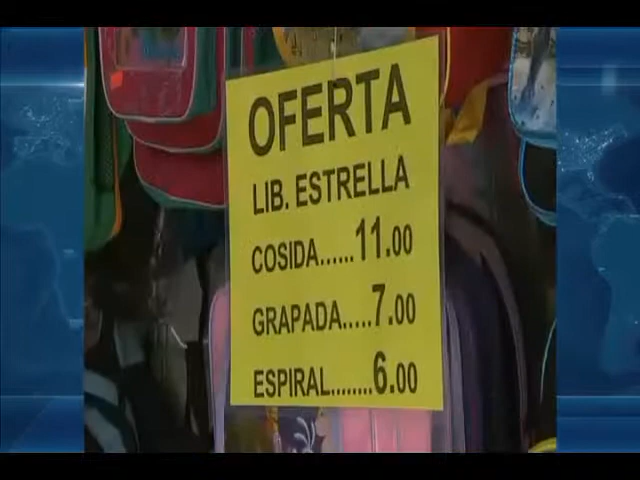 OFERTA
LIB. ESTRELLA
COSIDA......11.00
GRAPADA.....7.00
ESPIRAL........6.00